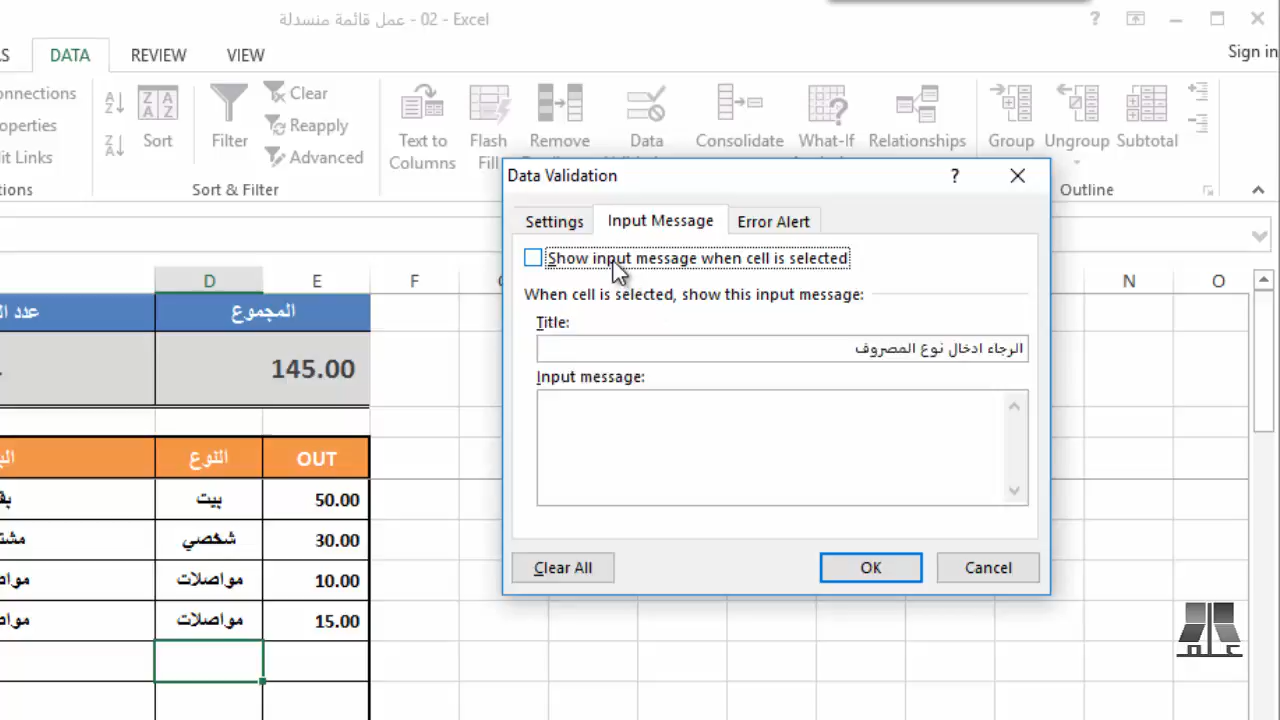 02 - عمل قائمة منسدلة - Excel
Sign in
DATA
REVIEW
VIEW
Clear
Reapply
Advanced
Sort
Filter
Sort & Filter
Text to
Columns
Flash
Fill
Remove
Data
Consolidate
What-If
Relationships
Group
Ungroup
Subtotal
Outline
Data Validation
Settings
Input Message
Error Alert
Show input message when cell is selected
When cell is selected, show this input message:
Title:
الرجاء ادخال نوع المصروف
Input message:
Clear All
OK
Cancel
D
E
F
N
O
عدد
المجموع
145.00
النوع
OUT
بيت
50.00
شخصي
30.00
مواصلات
10.00
مواصلات
15.00
علم